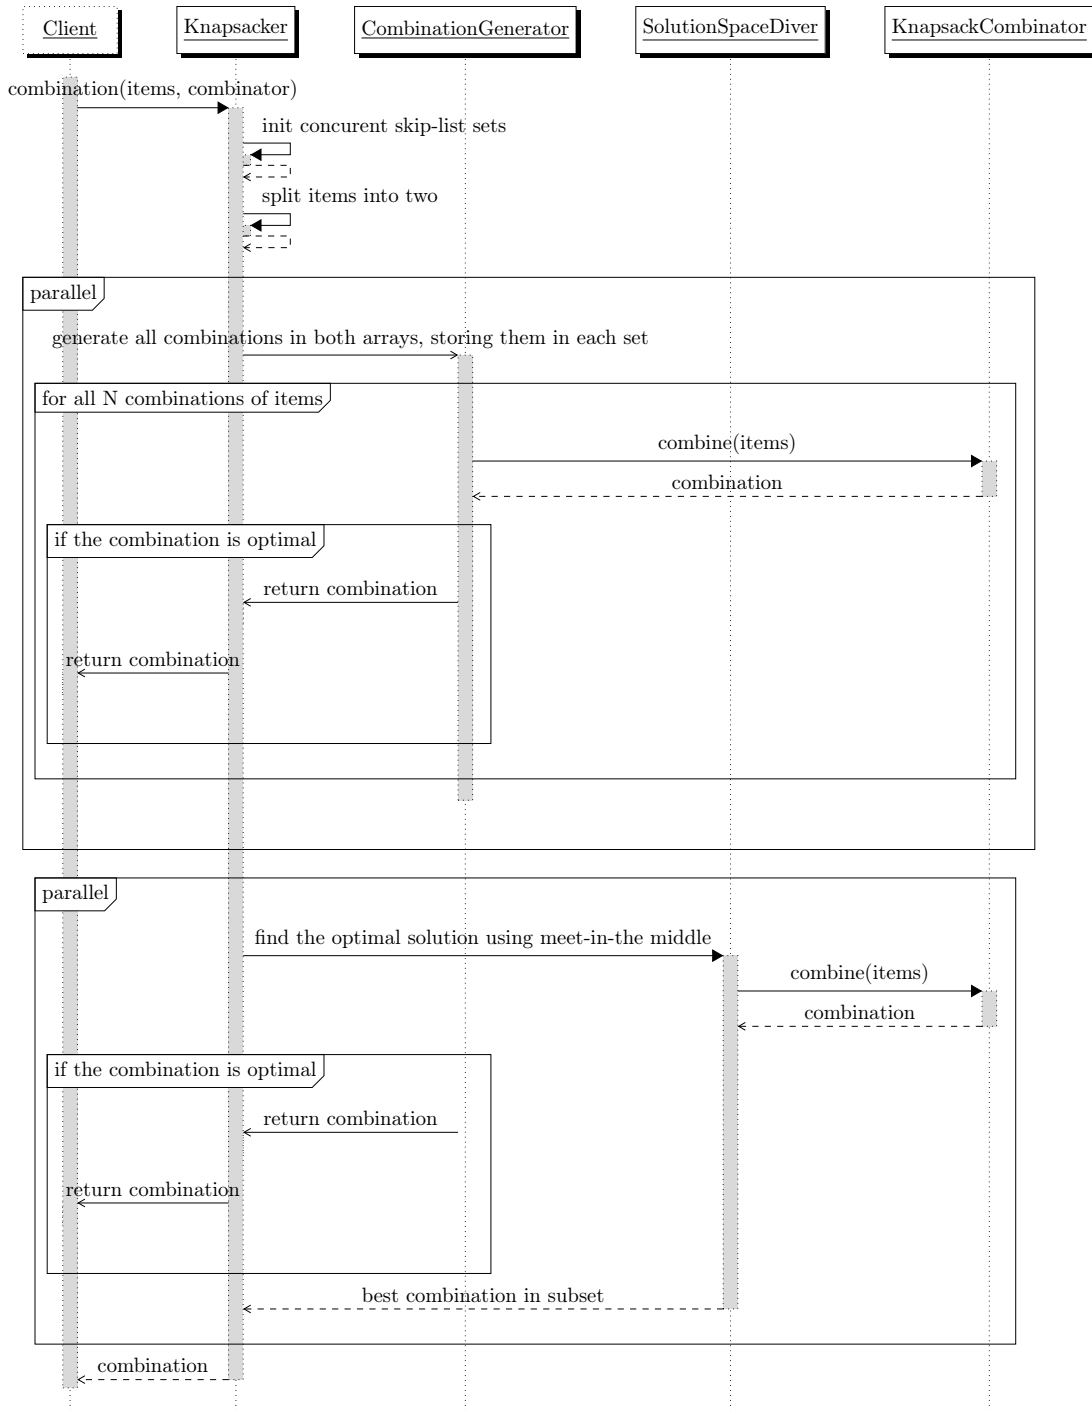 Client
Knapsacker
CombinationGenerator
SolutionSpaceDiver
KnapsackCombinator
combination(items, combinator)
init concurent skip-list sets
split items into two
parallel
generate all combinations in both arrays, storing them in each set
for all N combinations of items
combine(items)
combination
if the combination is optimal
return combination
return combination
parallel
find the optimal solution using meet-in-the middle
combine(items)
combination
if the combination is optimal
return combination
return combination
best combination in subset
combination